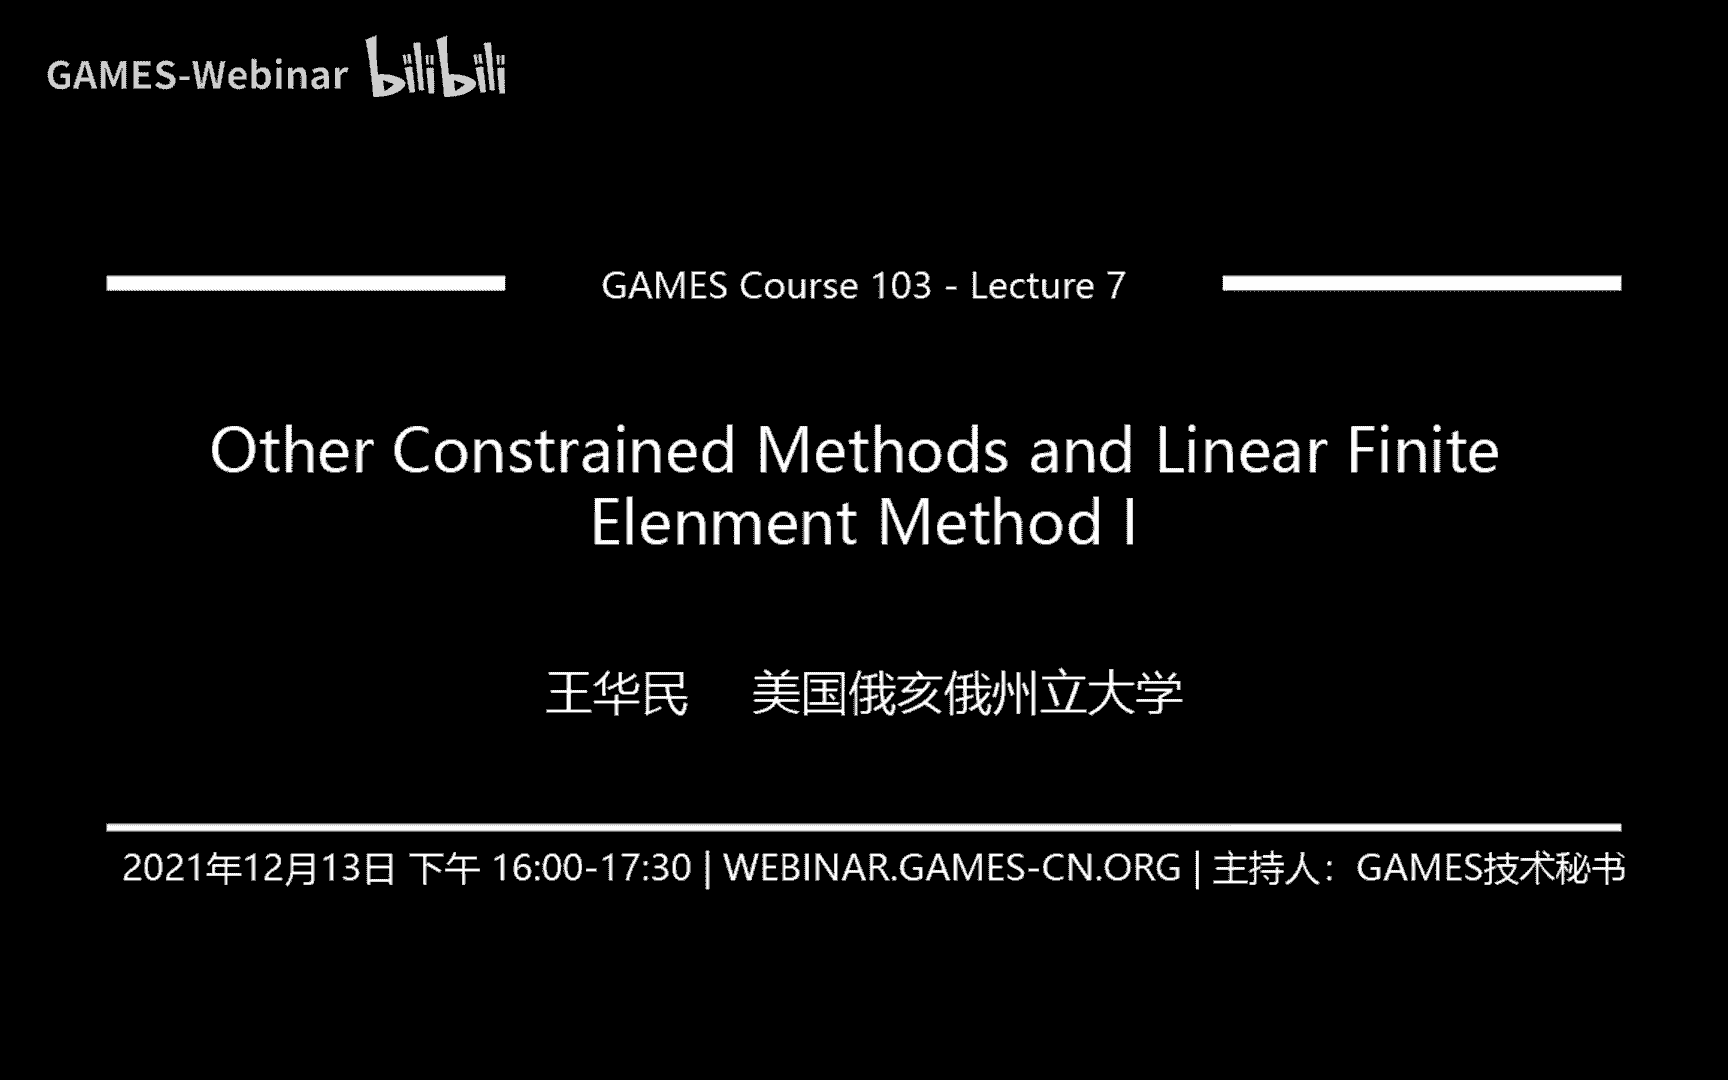 GAMES-Webinar bilibili
GAMES Course 103 - Lecture 7
Other Constrained Methods and Linear Finite
Elenment Method I
王华民 美国俄亥俄州立大学
2021年12月13日 下午 16:00-17:30 | WEBINAR.GAMES-CN.ORG | 主持人：GAMES技术秘书